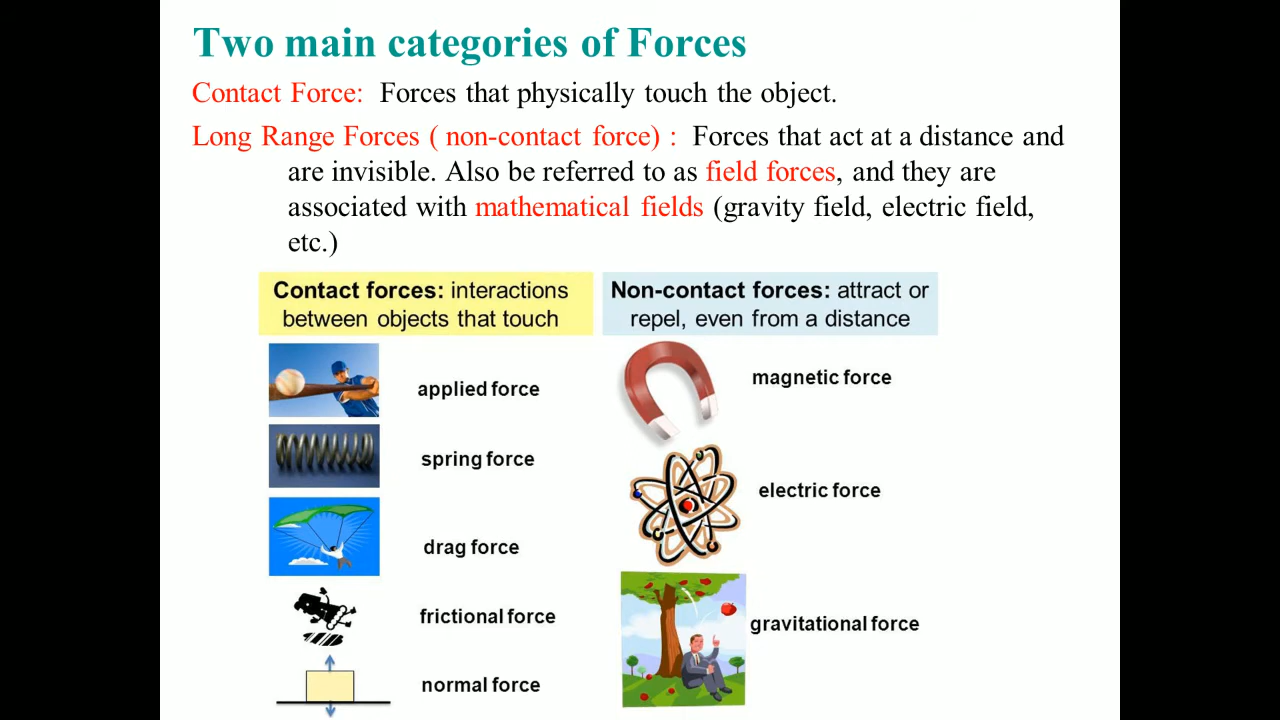 Two main categories of Forces
Contact Force: Forces that physically touch the object.
Long Range Forces ( non-contact force) : Forces that act at a distance and
are invisible. Also be referred to as field forces, and they are
associated with mathematical fields (gravity field, electric field,
etc.)
Contact forces: interactions
between objects that touch
applied force
spring force
drag force
frictional force
normal force
Non-contact forces: attract or
repel, even from a distance
magnetic force
electric force
gravitational force